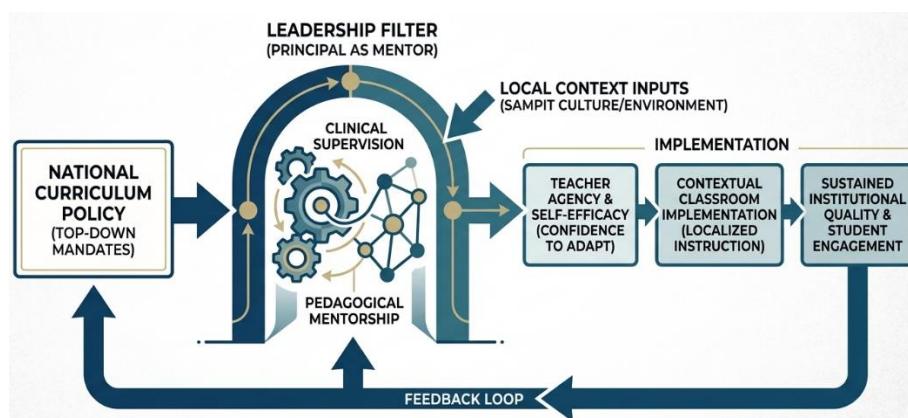 LEADERSHIP FILTER
(PRINCIPAL AS MENTOR)
LOCAL CONTEXT INPUTS
(SAMPIT CULTURE/ENVIRONMENT)
CLINICAL
SUPERVISION
NATIONAL
CURRICULUM
POLICY
(TOP-DOWN
MANDATES)
PEDAGOGICAL
MENTORSHIP
IMPLEMENTATION
TEACHER
AGENCY &
SELF-EFFICACY
(CONFIDENCE
TO ADAPT)
CONTEXTUAL
CLASSROOM
IMPLEMENTATION
(LOCALIZED
INSTRUCTION)
SUSTAINED
INSTITUTIONAL
QUALITY &
STUDENT
ENGAGEMENT
FEEDBACK LOOP